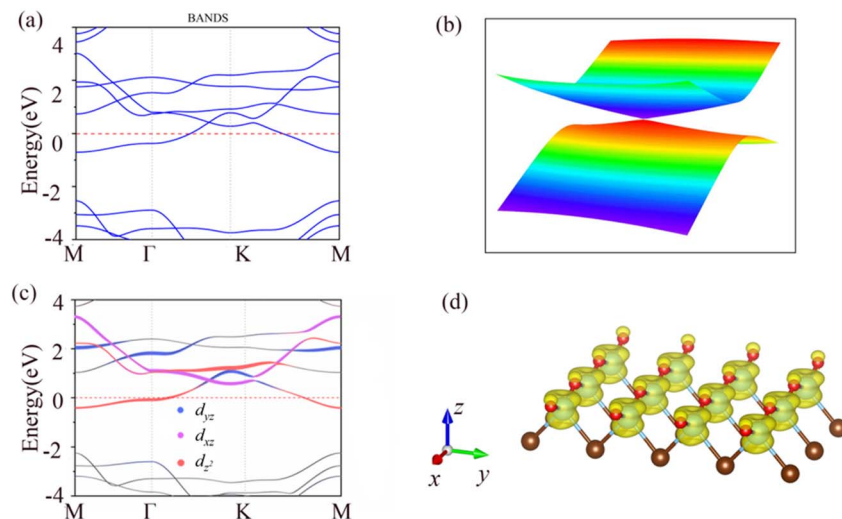 (a)
BANDS
Energy(eV)
4
2
0
-2
-4
M Γ K M
(b)
(c)
Energy(eV)
4
2
0
-2
-4
d_yz
d_xz
d_z²
M Γ K M
(d)
z
x
y